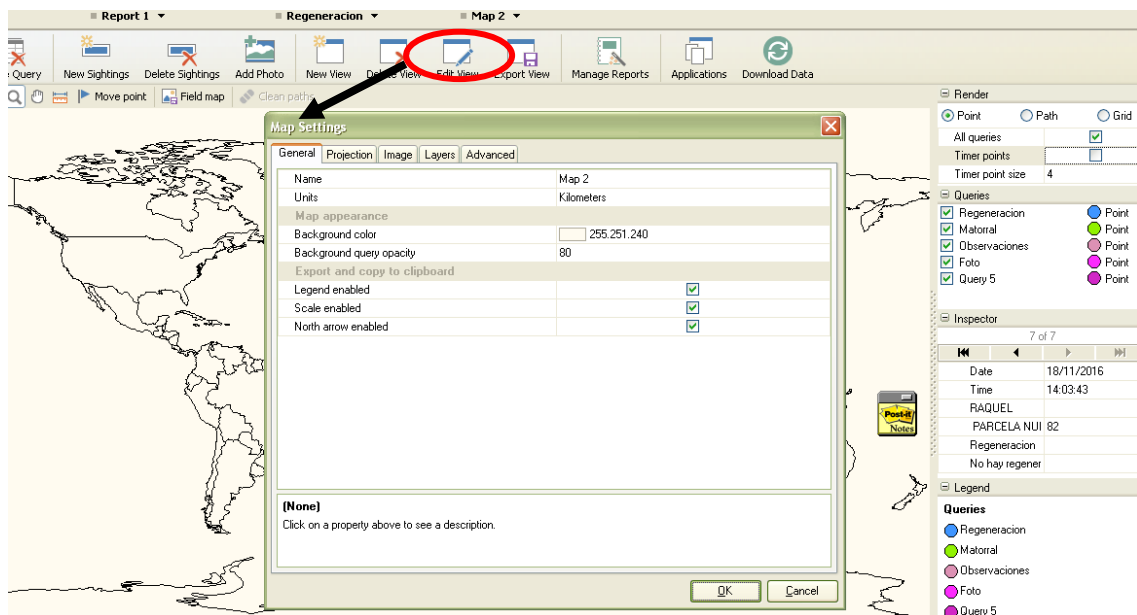 Report 1 Regeneracion Map 2
Query New Sightings Delete Sightings Add Photo New View Delete View Edit View Export View Manage Reports Applications Download Data
Move point Field map Clean paths
Map Settings
General Projection Image Layers Advanced
Name Map 2
Units Kilometers
Map appearance
Background color 255.251.240
Background query opacity 80
Export and copy to clipboard
Legend enabled
Scale enabled
North arrow enabled
(None)
Click on a property above to see a description.
OK Cancel
Post-it
Notes
Render
Point Path Grid
All queries
Timer points
Timer point size 4
Queries
Regeneracion Point
Matorral Point
Observaciones Point
Foto Point
Query 5 Point
Inspector
7 of 7
Date 18/11/2016
Time 14:03:43
RAQUEL
PARCELA NUI 82
Regeneracion
No hay regener
Legend
Queries
Regeneracion
Matorral
Observaciones
Foto
Query 5